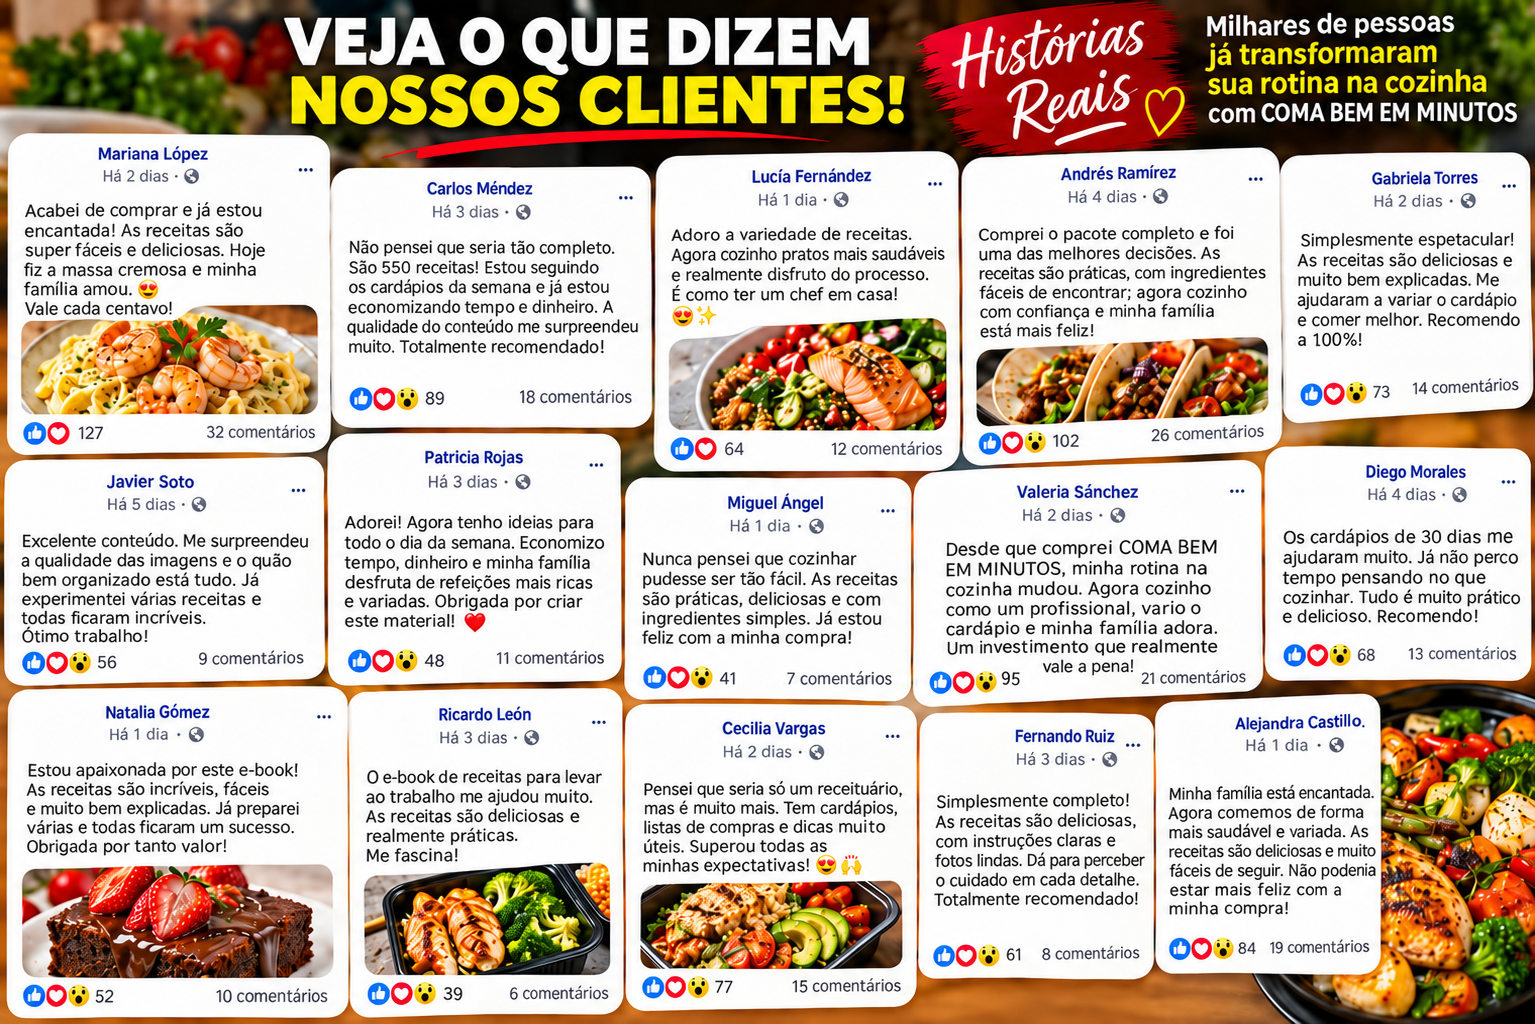 VEJA O QUE DIZEM
NOSSOS CLIENTES!
Histórias
Reais
Milhares de pessoas
já transformaram
sua rotina na cozinha
com COMA BEM EM MINUTOS
Mariana López
Há 2 dias ·
Acabei de comprar e já estou
encantada! As receitas são
super fáceis e deliciosas. Hoje
fiz a massa cremosa e minha
família amou. 😍
Vale cada centavo!
127
32 comentários
Carlos Méndez
Há 3 dias ·
Não pensei que seria tão completo.
São 550 receitas! Estou seguindo
os cardápios da semana e já estou
economizando tempo e dinheiro. A
qualidade do conteúdo me surpreendeu
muito. Totalmente recomendado!
89
18 comentários
Lucía Fernández
Há 1 dia ·
Adoro a variedade de receitas.
Agora cozinho pratos mais saudáveis
e realmente disfruto do processo.
É como ter um chef em casa!
😍✨
64
12 comentários
Andrés Ramírez
Há 4 dias ·
Comprei o pacote completo e foi
uma das melhores decisões. As
receitas são práticas, com ingredientes
fáceis de encontrar; agora cozinho
com confiança e minha família
está mais feliz!
102
26 comentários
Gabriela Torres
Há 2 dias ·
Simplesmente espetacular!
As receitas são deliciosas e
muito bem explicadas. Me
ajudaram a variar o cardápio
e comer melhor. Recomendo
a 100%!
73
14 comentários
Javier Soto
Há 5 dias ·
Excelente conteúdo. Me surpreendeu
a qualidade das imagens e o quão
bem organizado está tudo. Já
experimentei várias receitas e
todas ficaram incríveis.
Ótimo trabalho!
56
9 comentários
Patricia Rojas
Há 3 dias ·
Adorei! Agora tenho ideias para
todo o dia da semana. Economizo
tempo, dinheiro e minha família
desfruta de refeições mais ricas
e variadas. Obrigada por criar
este material! ❤️
48
11 comentários
Miguel Ángel
Há 1 dia ·
Nunca pensei que cozinhar
pudesse ser tão fácil. As receitas
são práticas, deliciosas e com
ingredientes simples. Já estou
feliz com a minha compra!
41
7 comentários
Valeria Sánchez
Há 2 dias ·
Desde que comprei COMA BEM
EM MINUTOS, minha rotina na
cozinha mudou. Agora cozinho
como um profissional, vario o
cardápio e minha família adora.
Um investimento que realmente
vale a pena!
95
21 comentários
Diego Morales
Há 4 dias ·
Os cardápios de 30 dias me
ajudaram muito. Já não perco
tempo pensando no que
cozinhar. Tudo é muito prático
e delicioso. Recomendo!
68
13 comentários
Natalia Gómez
Há 1 dia ·
Estou apaixonada por este e-book!
As receitas são incríveis, fáceis
e muito bem explicadas. Já preparei
várias e todas ficaram um sucesso.
Obrigada por tanto valor!
52
10 comentários
Ricardo León
Há 3 dias ·
O e-book de receitas para levar
ao trabalho me ajudou muito.
As receitas são deliciosas e
realmente práticas.
Me fascina!
39
6 comentários
Cecilia Vargas
Há 2 dias ·
Pensei que seria só um receituário,
mas é muito mais. Tem cardápios,
listas de compras e dicas muito
úteis. Superou todas as
minhas expectativas! 😍🙌
77
15 comentários
Fernando Ruiz
Há 3 dias ·
Simplesmente completo!
As receitas são deliciosas,
com instruções claras e
fotos lindas. Dá para perceber
o cuidado em cada detalhe.
Totalmente recomendado!
61
8 comentários
Alejandra Castillo.
Há 1 dia ·
Minha família está encantada.
Agora comemos de forma
mais saudável e variada. As
receitas são deliciosas e muito
fáceis de seguir. Não podenia
estar mais feliz com a
minha compra!
84
19 comentários